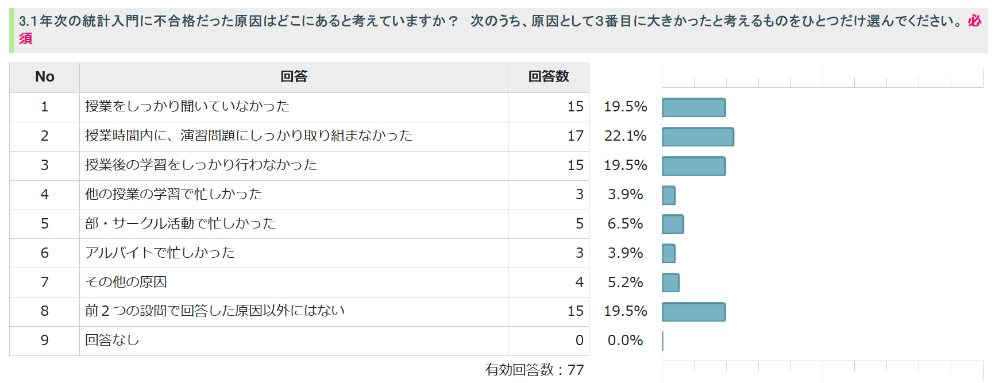 3.１年次の統計入門に不合格だった原因はどこにあると考えていますか？　次のうち、原因として３番目に大きかったと考えるものをひとつだけ選んでください。 必
須
No 回答 回答数
1 授業をしっかり聞いていなかった 15 19.5%
2 授業時間内に、演習問題にしっかり取り組まなかった 17 22.1%
3 授業後の学習をしっかり行わなかった 15 19.5%
4 他の授業の学習で忙しかった 3 3.9%
5 部・サークル活動で忙しかった 5 6.5%
6 アルバイトで忙しかった 3 3.9%
7 その他の原因 4 5.2%
8 前２つの設問で回答した原因以外にはない 15 19.5%
9 回答なし 0 0.0%
有効回答数：77